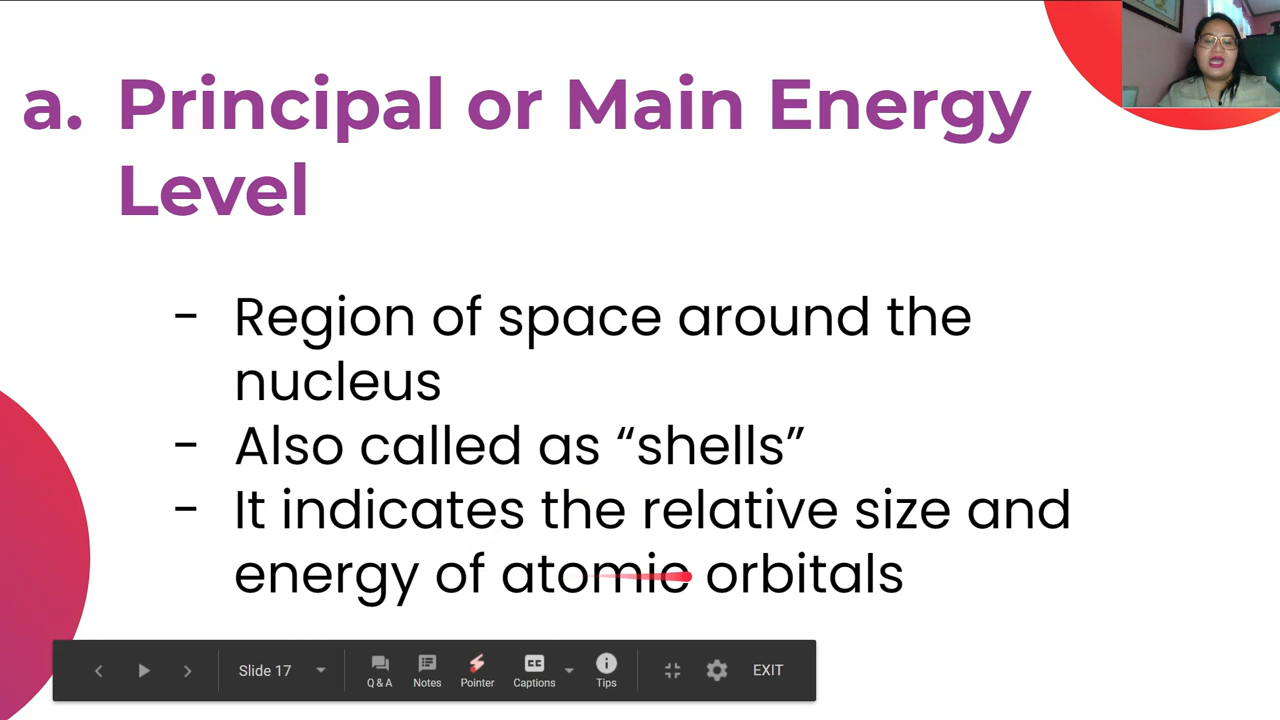 a. Principal or Main Energy
Level
- Region of space around the
nucleus
- Also called as “shells”
- It indicates the relative size and
energy of atomic orbitals
Slide 17
Q & A
Notes
Pointer
Captions
Tips
EXIT